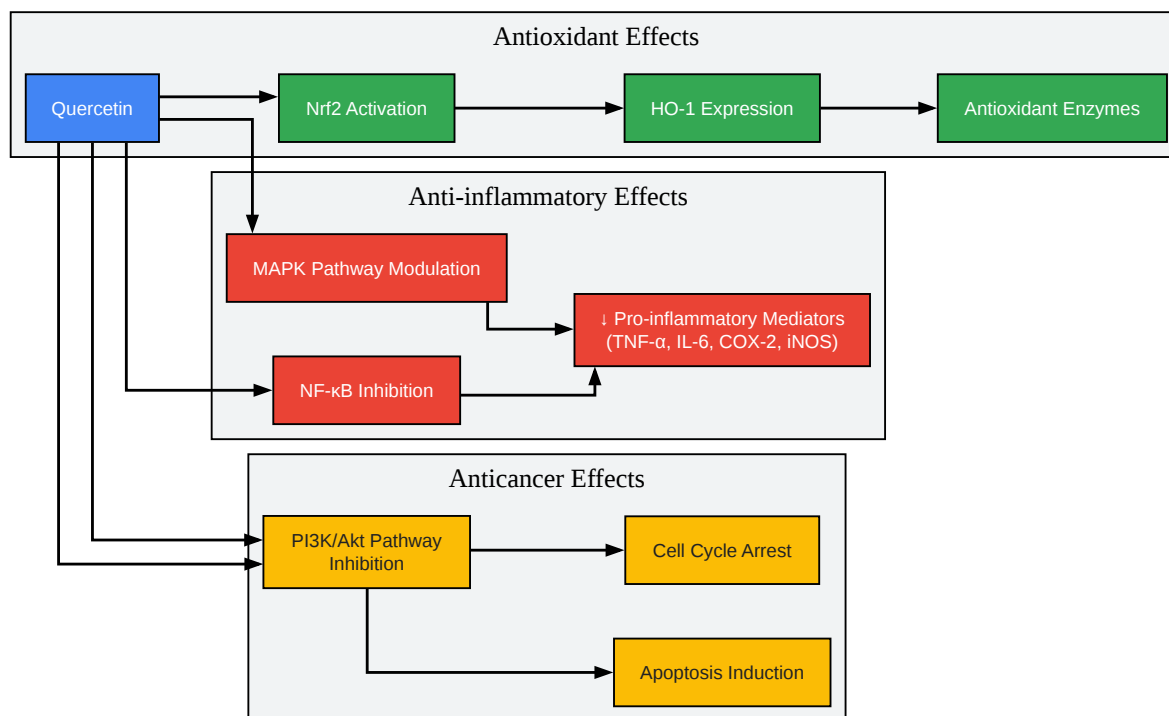 Antioxidant Effects
Quercetin
Nrf2 Activation
HO-1 Expression
Antioxidant Enzymes
Anti-inflammatory Effects
MAPK Pathway Modulation
↓ Pro-inflammatory Mediators
(TNF-α, IL-6, COX-2, iNOS)
NF-κB Inhibition
Anticancer Effects
PI3K/Akt Pathway
Inhibition
Cell Cycle Arrest
Apoptosis Induction